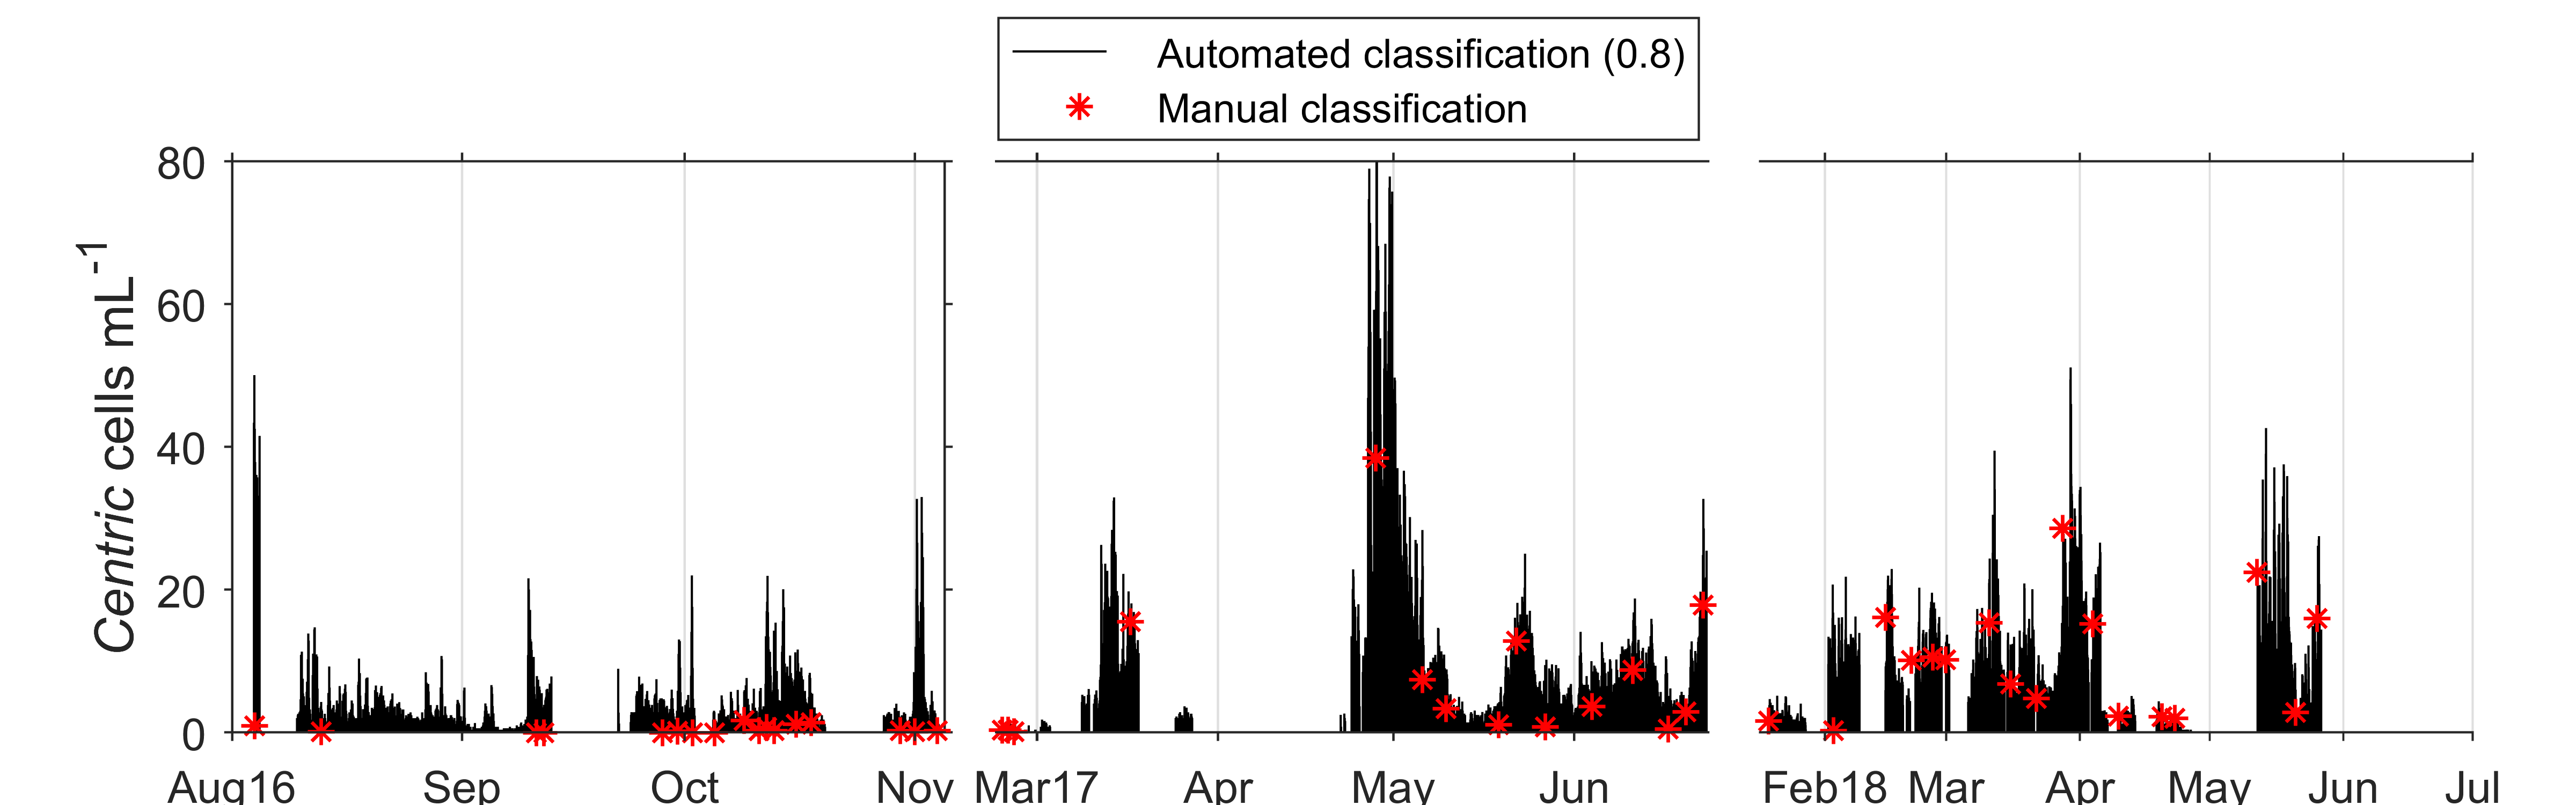 Automated classification (0.8)
Manual classification
Centric cells mL-1
80
60
40
20
0
Aug16 Sep Oct Nov Mar17 Apr May Jun Feb18 Mar Apr May Jun Jul